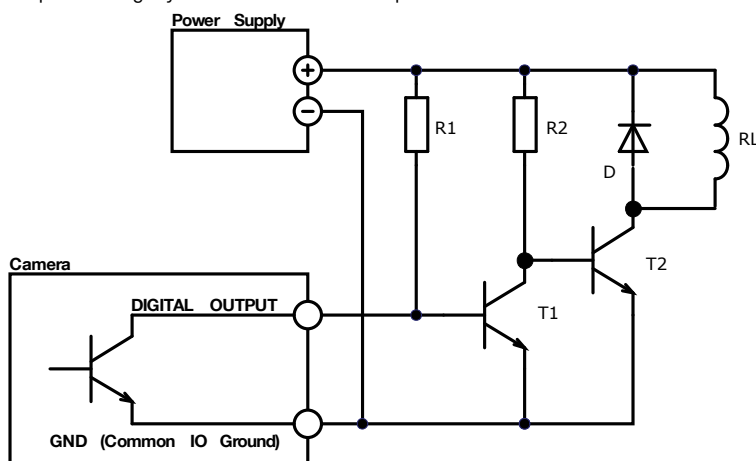 Power Supply
+
−
R1
R2
RL
D
T2
Camera
DIGITAL OUTPUT
T1
GND (Common IO Ground)